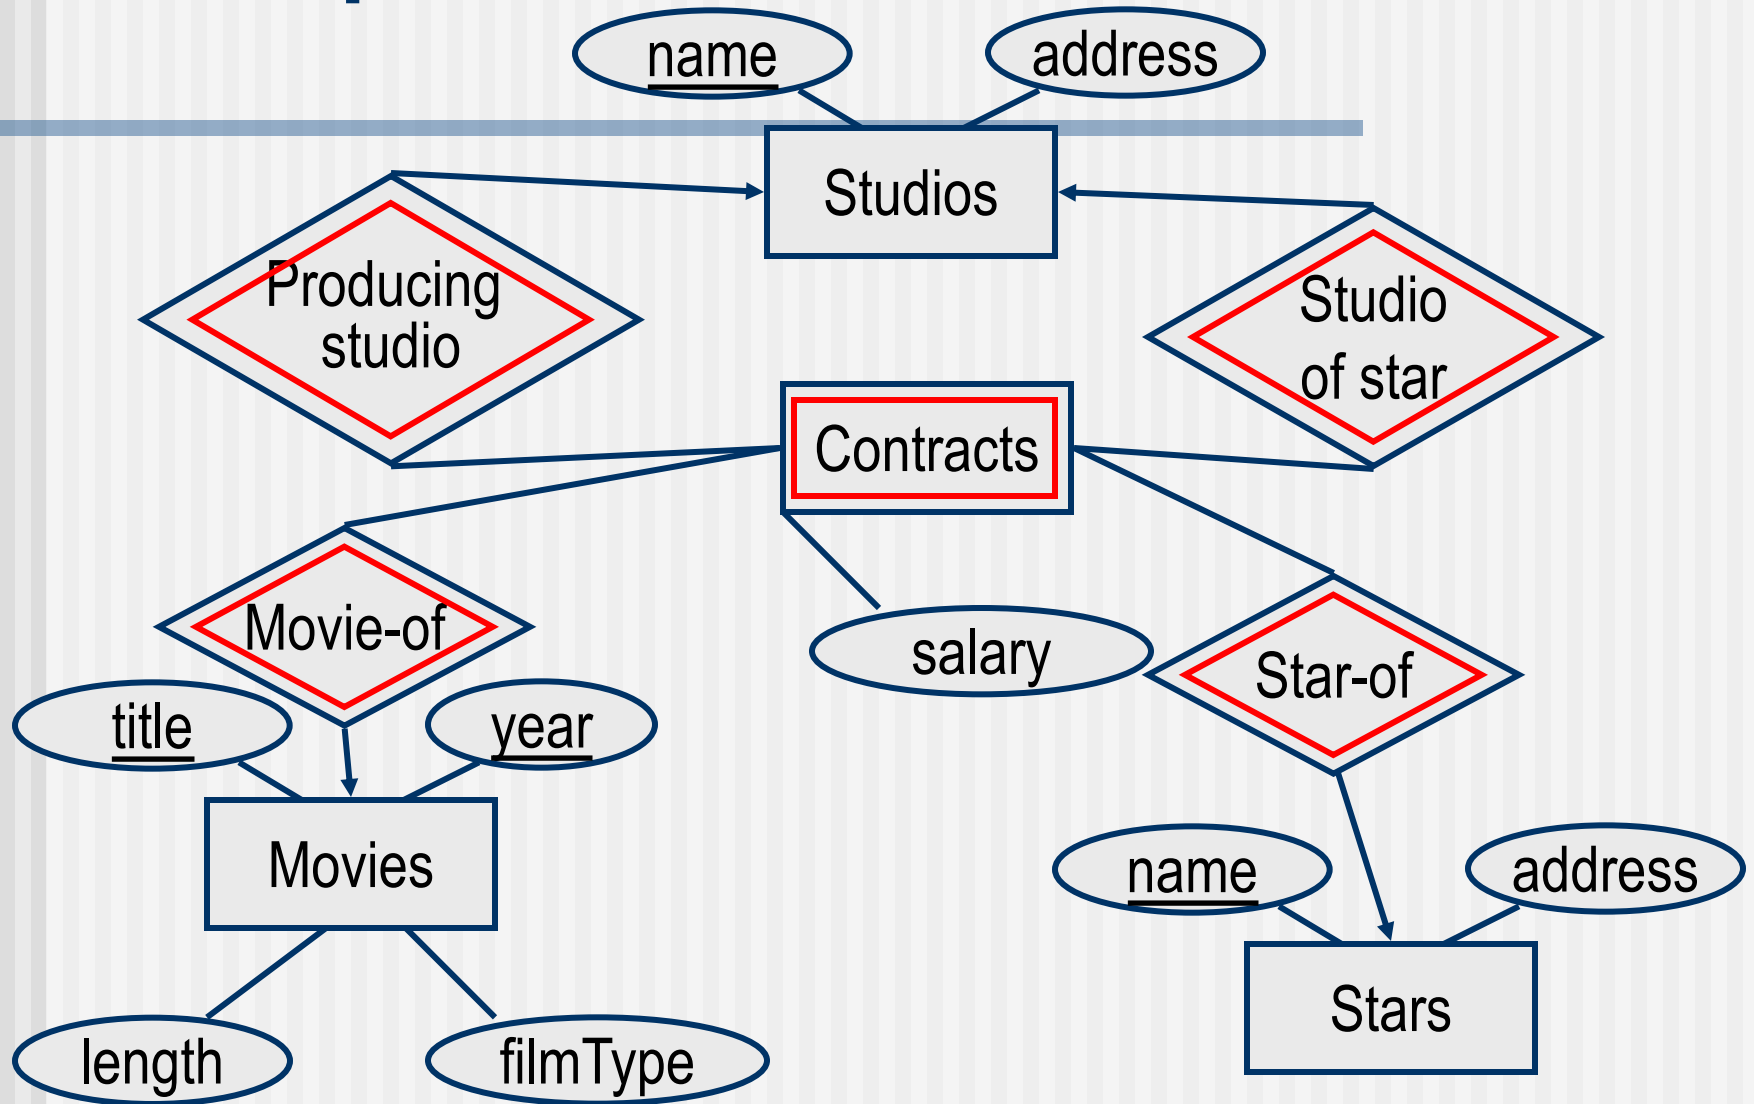 name
address
Studios
Producing
studio
Studio
of star
Contracts
Movie-of
salary
Star-of
title
year
Movies
name
address
Stars
length
filmType